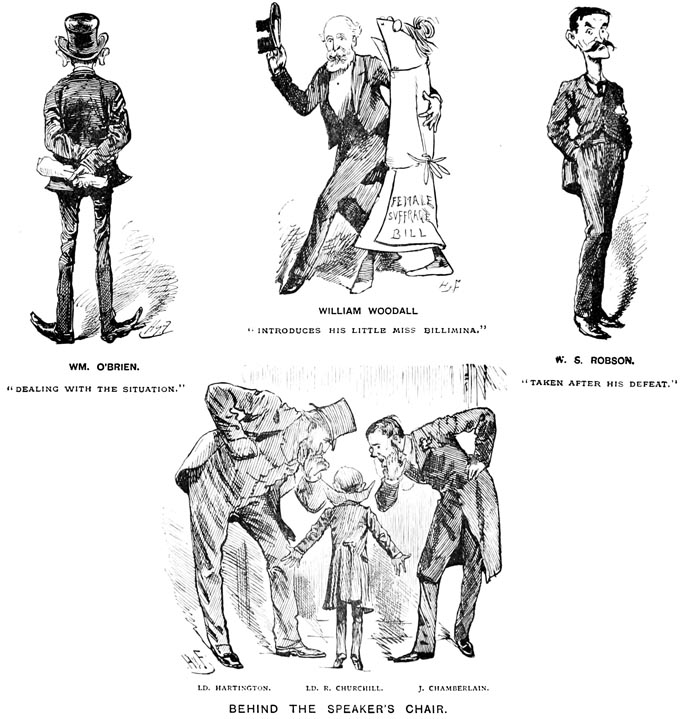 FEMALE
SUFFRAGE
BILL
H.F
H.F
WILLIAM WOODALL
"INTRODUCES HIS LITTLE MISS BILLIMINA."
WM. O'BRIEN.
"DEALING WITH THE SITUATION."
W. S. ROBSON.
"TAKEN AFTER HIS DEFEAT."
H.F
LD. HARTINGTON. LD. R. CHURCHILL. J. CHAMBERLAIN.
BEHIND THE SPEAKER'S CHAIR.